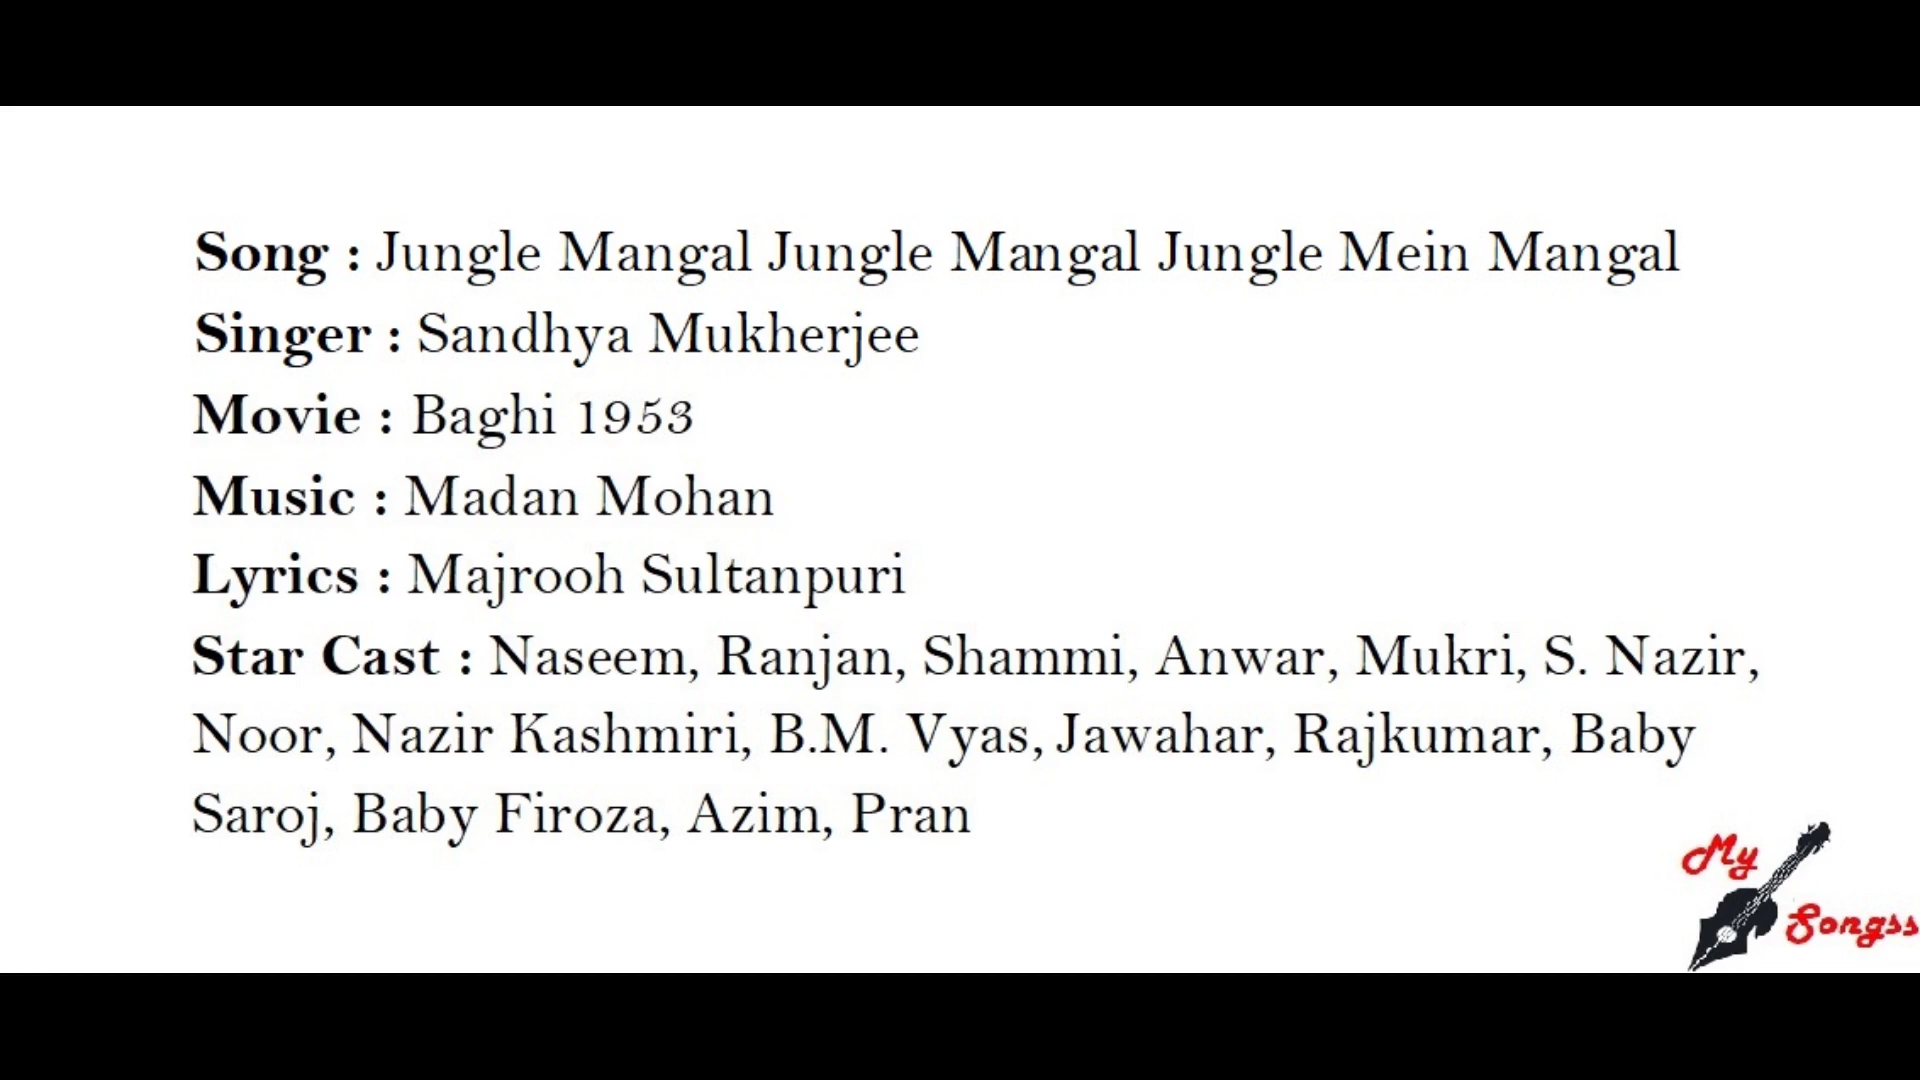 Song : Jungle Mangal Jungle Mangal Jungle Mein Mangal
Singer : Sandhya Mukherjee
Movie : Baghi 1953
Music : Madan Mohan
Lyrics : Majrooh Sultanpuri
Star Cast : Naseem, Ranjan, Shammi, Anwar, Mukri, S. Nazir,
Noor, Nazir Kashmiri, B.M. Vyas, Jawahar, Rajkumar, Baby
Saroj, Baby Firoza, Azim, Pran
My
Songss